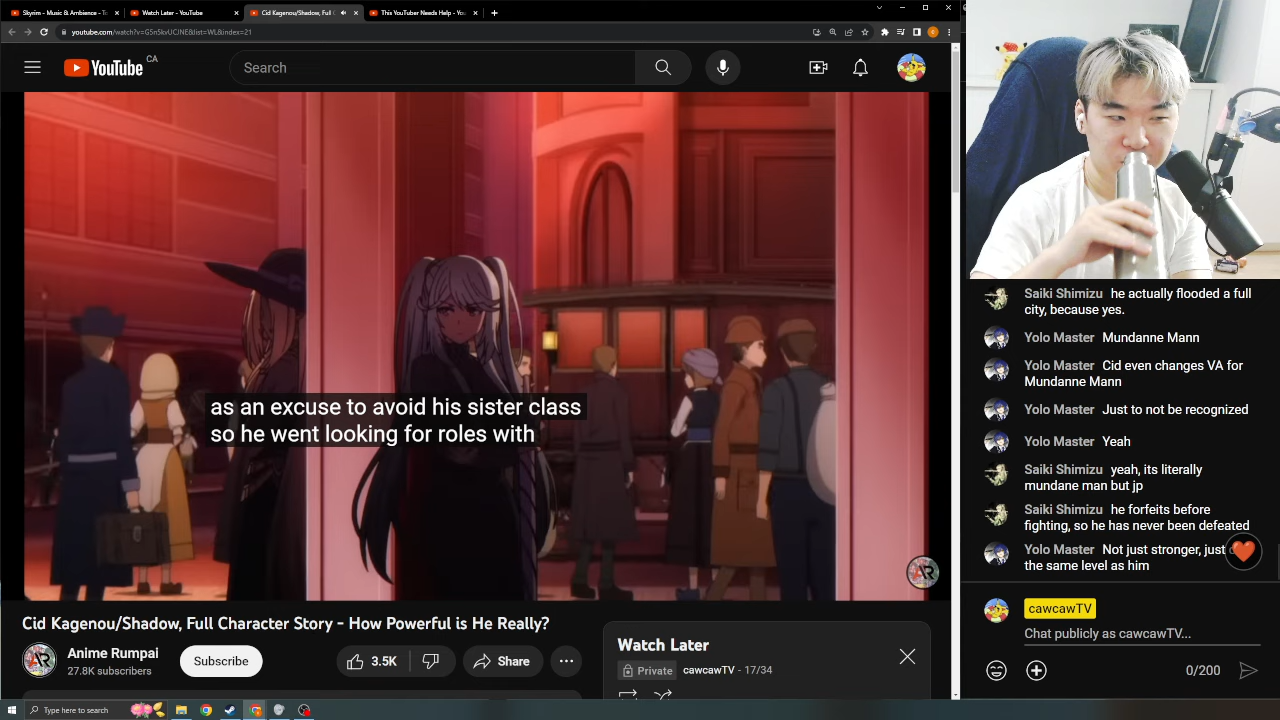 Skyrim - Music & Ambience - To
Watch Later - YouTube
Cid Kagenou/Shadow, Full C
This YouTuber Needs Help - You
youtube.com/watch?v=GSn5kvUCJNE&list=WL&index=21
YouTube CA
Search
as an excuse to avoid his sister class
so he went looking for roles with
AR
Cid Kagenou/Shadow, Full Character Story - How Powerful is He Really?
AR
Anime Rumpai
27.8K subscribers
Subscribe
3.5K
Share
Watch Later
Private
cawcawTV - 17/34
Saiki Shimizu he actually flooded a full
city, because yes.
Yolo Master Mundanne Mann
Yolo Master Cid even changes VA for
Mundanne Mann
Yolo Master Just to not be recognized
Yolo Master Yeah
Saiki Shimizu yeah, its literally
mundane man but jp
Saiki Shimizu he forfeits before
fighting, so he has never been defeated
Yolo Master Not just stronger, just
the same level as him
cawcawTV
Chat publicly as cawcawTV...
0/200
Type here to search